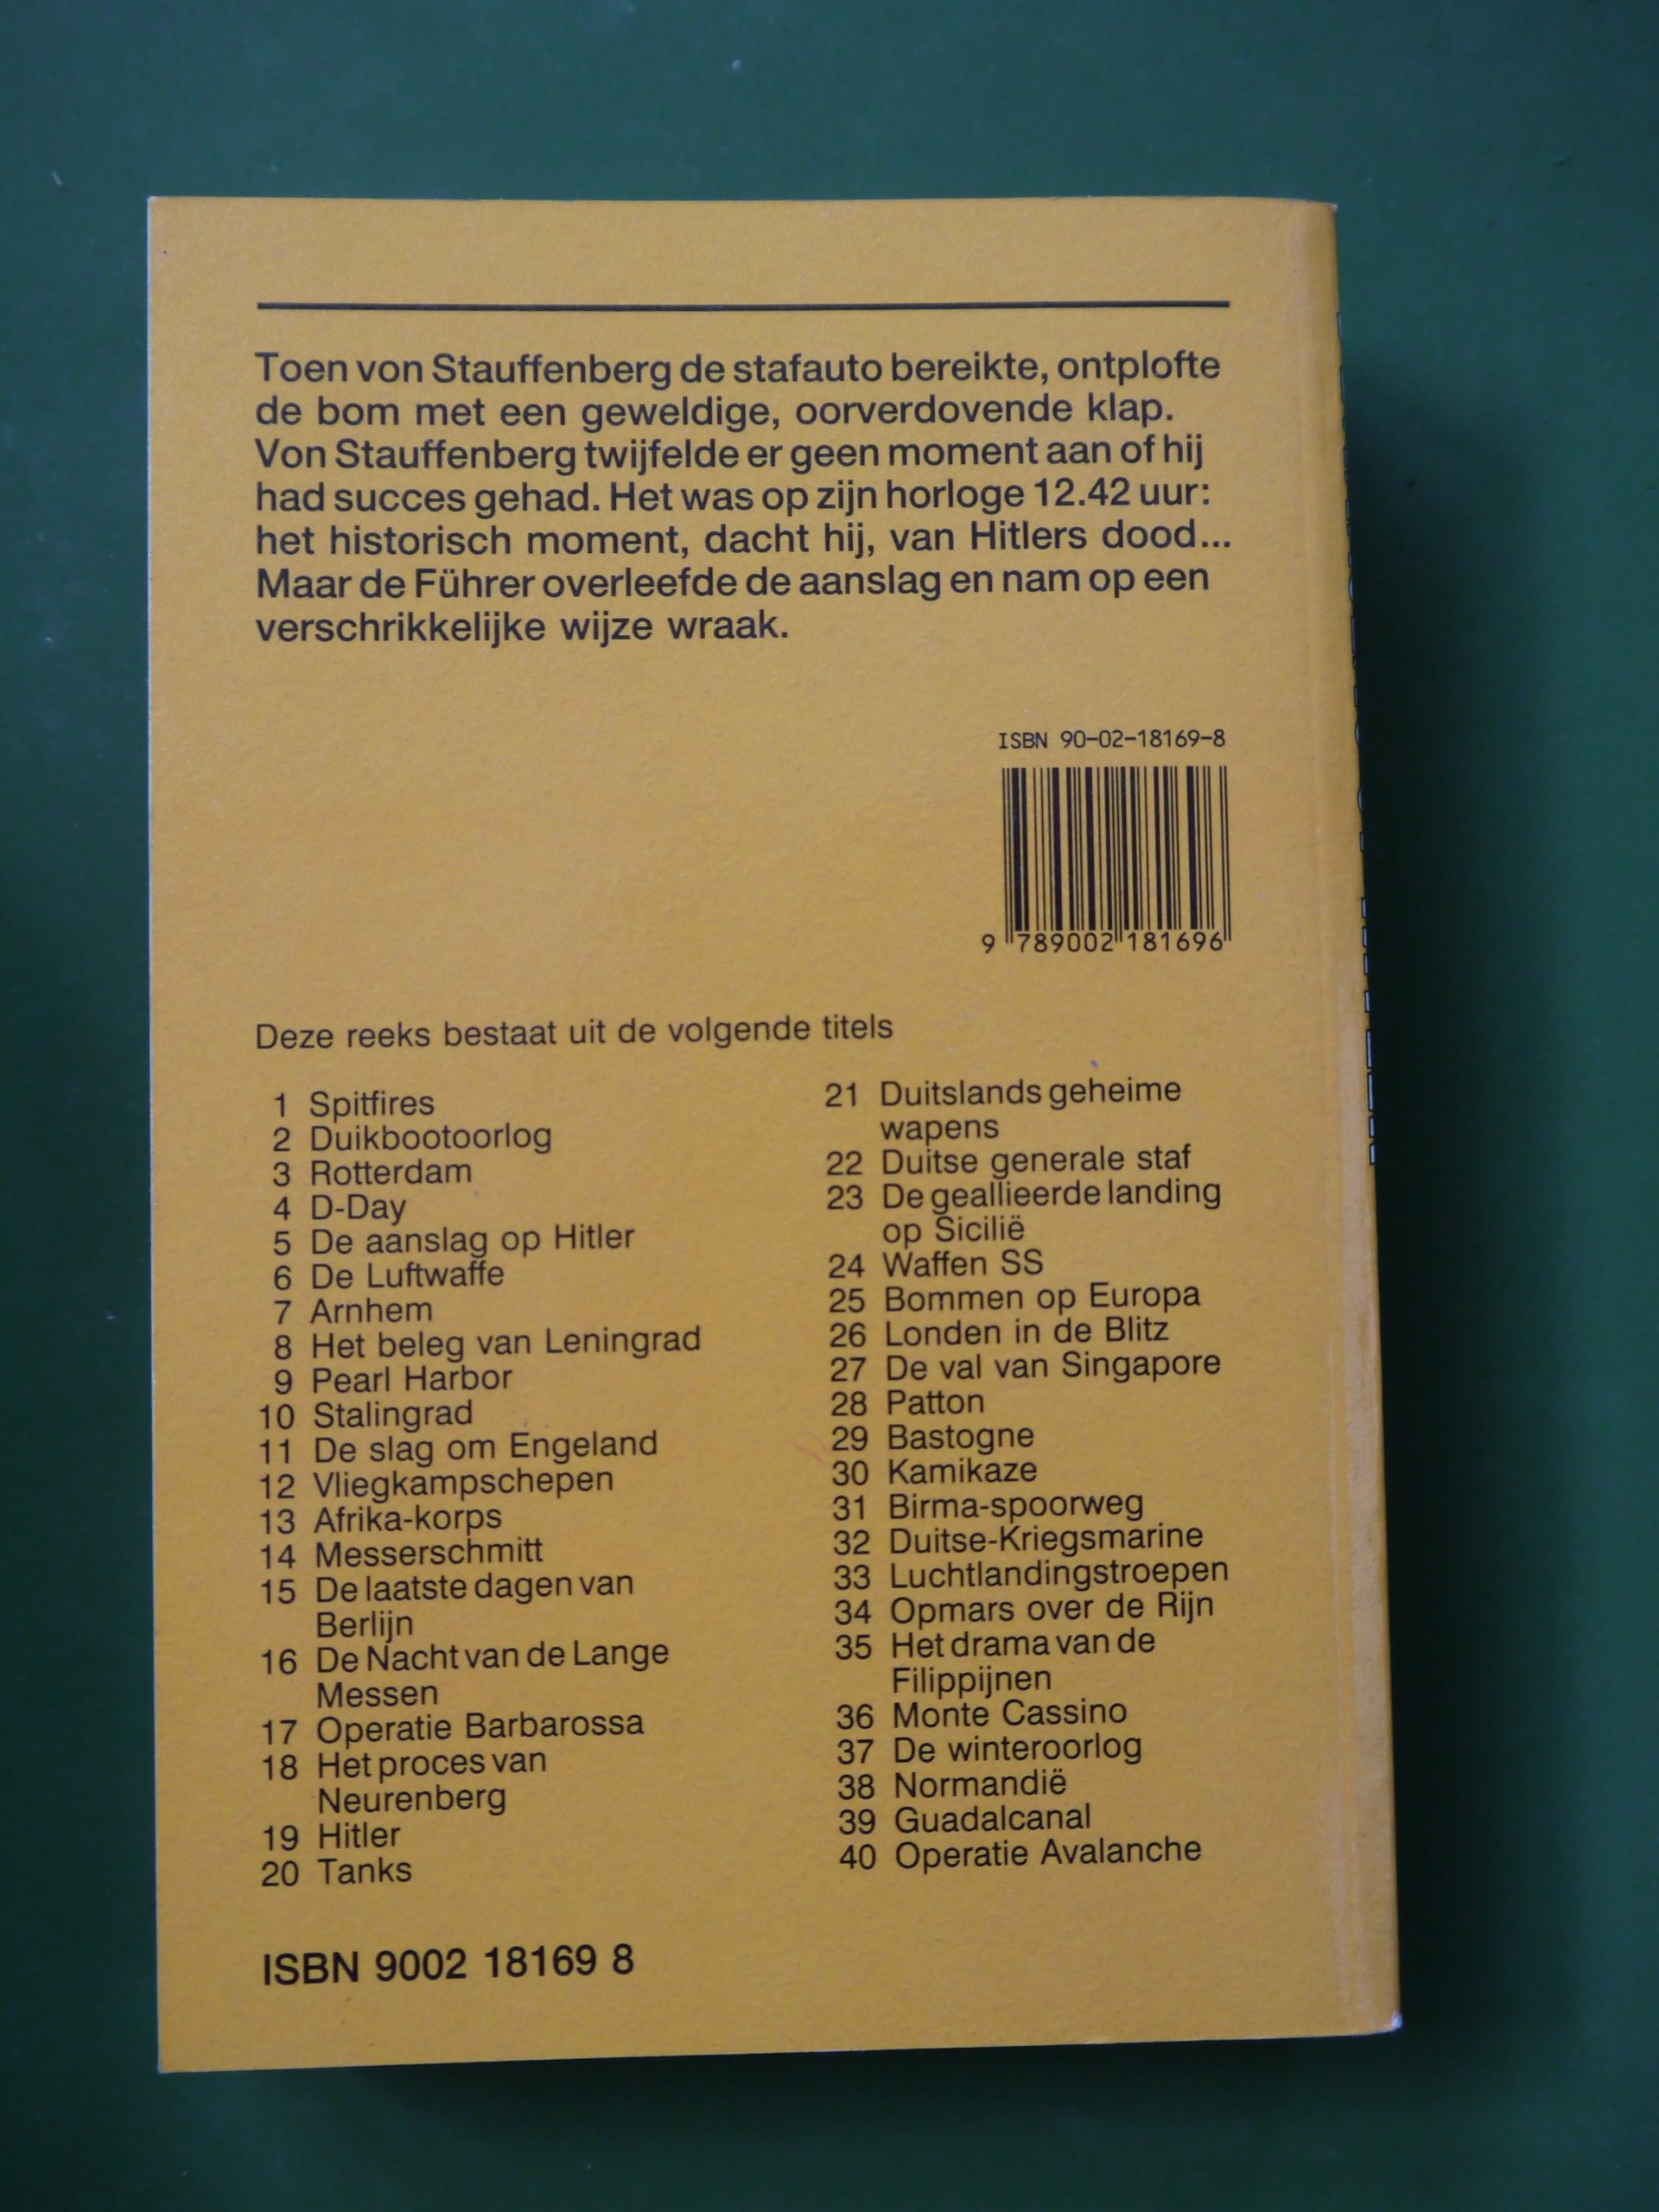 Toen von Stauffenberg de stafauto bereikte, ontplofte
de bom met een geweldige, oorverdovende klap.
Von Stauffenberg twijfelde er geen moment aan of hij
had succes gehad. Het was op zijn horloge 12.42 uur:
het historisch moment, dacht hij, van Hitlers dood...
Maar de Führer overleefde de aanslag en nam op een
verschrikkelijke wijze wraak.
ISBN 90-02-18169-8
9 789002 181696
Deze reeks bestaat uit de volgende titels
1 Spitfires
2 Duikbootoorlog
3 Rotterdam
4 D-Day
5 De aanslag op Hitler
6 De Luftwaffe
7 Arnhem
8 Het beleg van Leningrad
9 Pearl Harbor
10 Stalingrad
11 De slag om Engeland
12 Vliegkampschepen
13 Afrika-korps
14 Messerschmitt
15 De laatste dagen van
Berlijn
16 De Nacht van de Lange
Messen
17 Operatie Barbarossa
18 Het proces van
Neurenberg
19 Hitler
20 Tanks
21 Duitslands geheime
wapens
22 Duitse generale staf
23 De geallieerde landing
op Sicilië
24 Waffen SS
25 Bommen op Europa
26 Londen in de Blitz
27 De val van Singapore
28 Patton
29 Bastogne
30 Kamikaze
31 Birma-spoorweg
32 Duitse-Kriegsmarine
33 Luchtlandingstroepen
34 Opmars over de Rijn
35 Het drama van de
Filippijnen
36 Monte Cassino
37 De winteroorlog
38 Normandië
39 Guadalcanal
40 Operatie Avalanche
ISBN 9002 18169 8